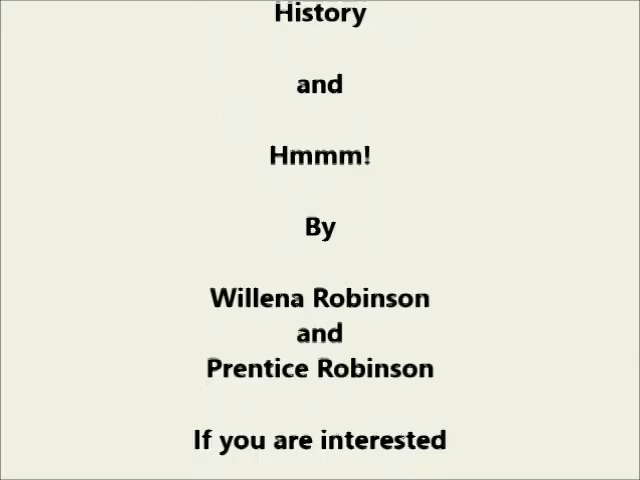 History
and
Hmmm!
By
Willena Robinson
and
Prentice Robinson
If you are interested